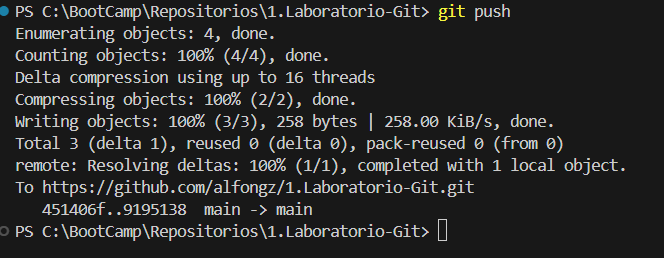 PS C:\BootCamp\Repositorios\1.Laboratorio-Git> git push
Enumerating objects: 4, done.
Counting objects: 100% (4/4), done.
Delta compression using up to 16 threads
Compressing objects: 100% (2/2), done.
Writing objects: 100% (3/3), 258 bytes | 258.00 KiB/s, done.
Total 3 (delta 1), reused 0 (delta 0), pack-reused 0 (from 0)
remote: Resolving deltas: 100% (1/1), completed with 1 local object.
To https://github.com/alfongz/1.Laboratorio-Git.git
   451406f..9195138  main -> main
PS C:\BootCamp\Repositorios\1.Laboratorio-Git>